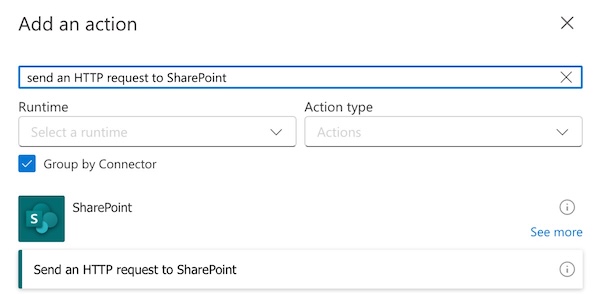 Add an action
send an HTTP request to SharePoint
Runtime
Action type
Select a runtime
Actions
Group by Connector
S
SharePoint
See more
Send an HTTP request to SharePoint